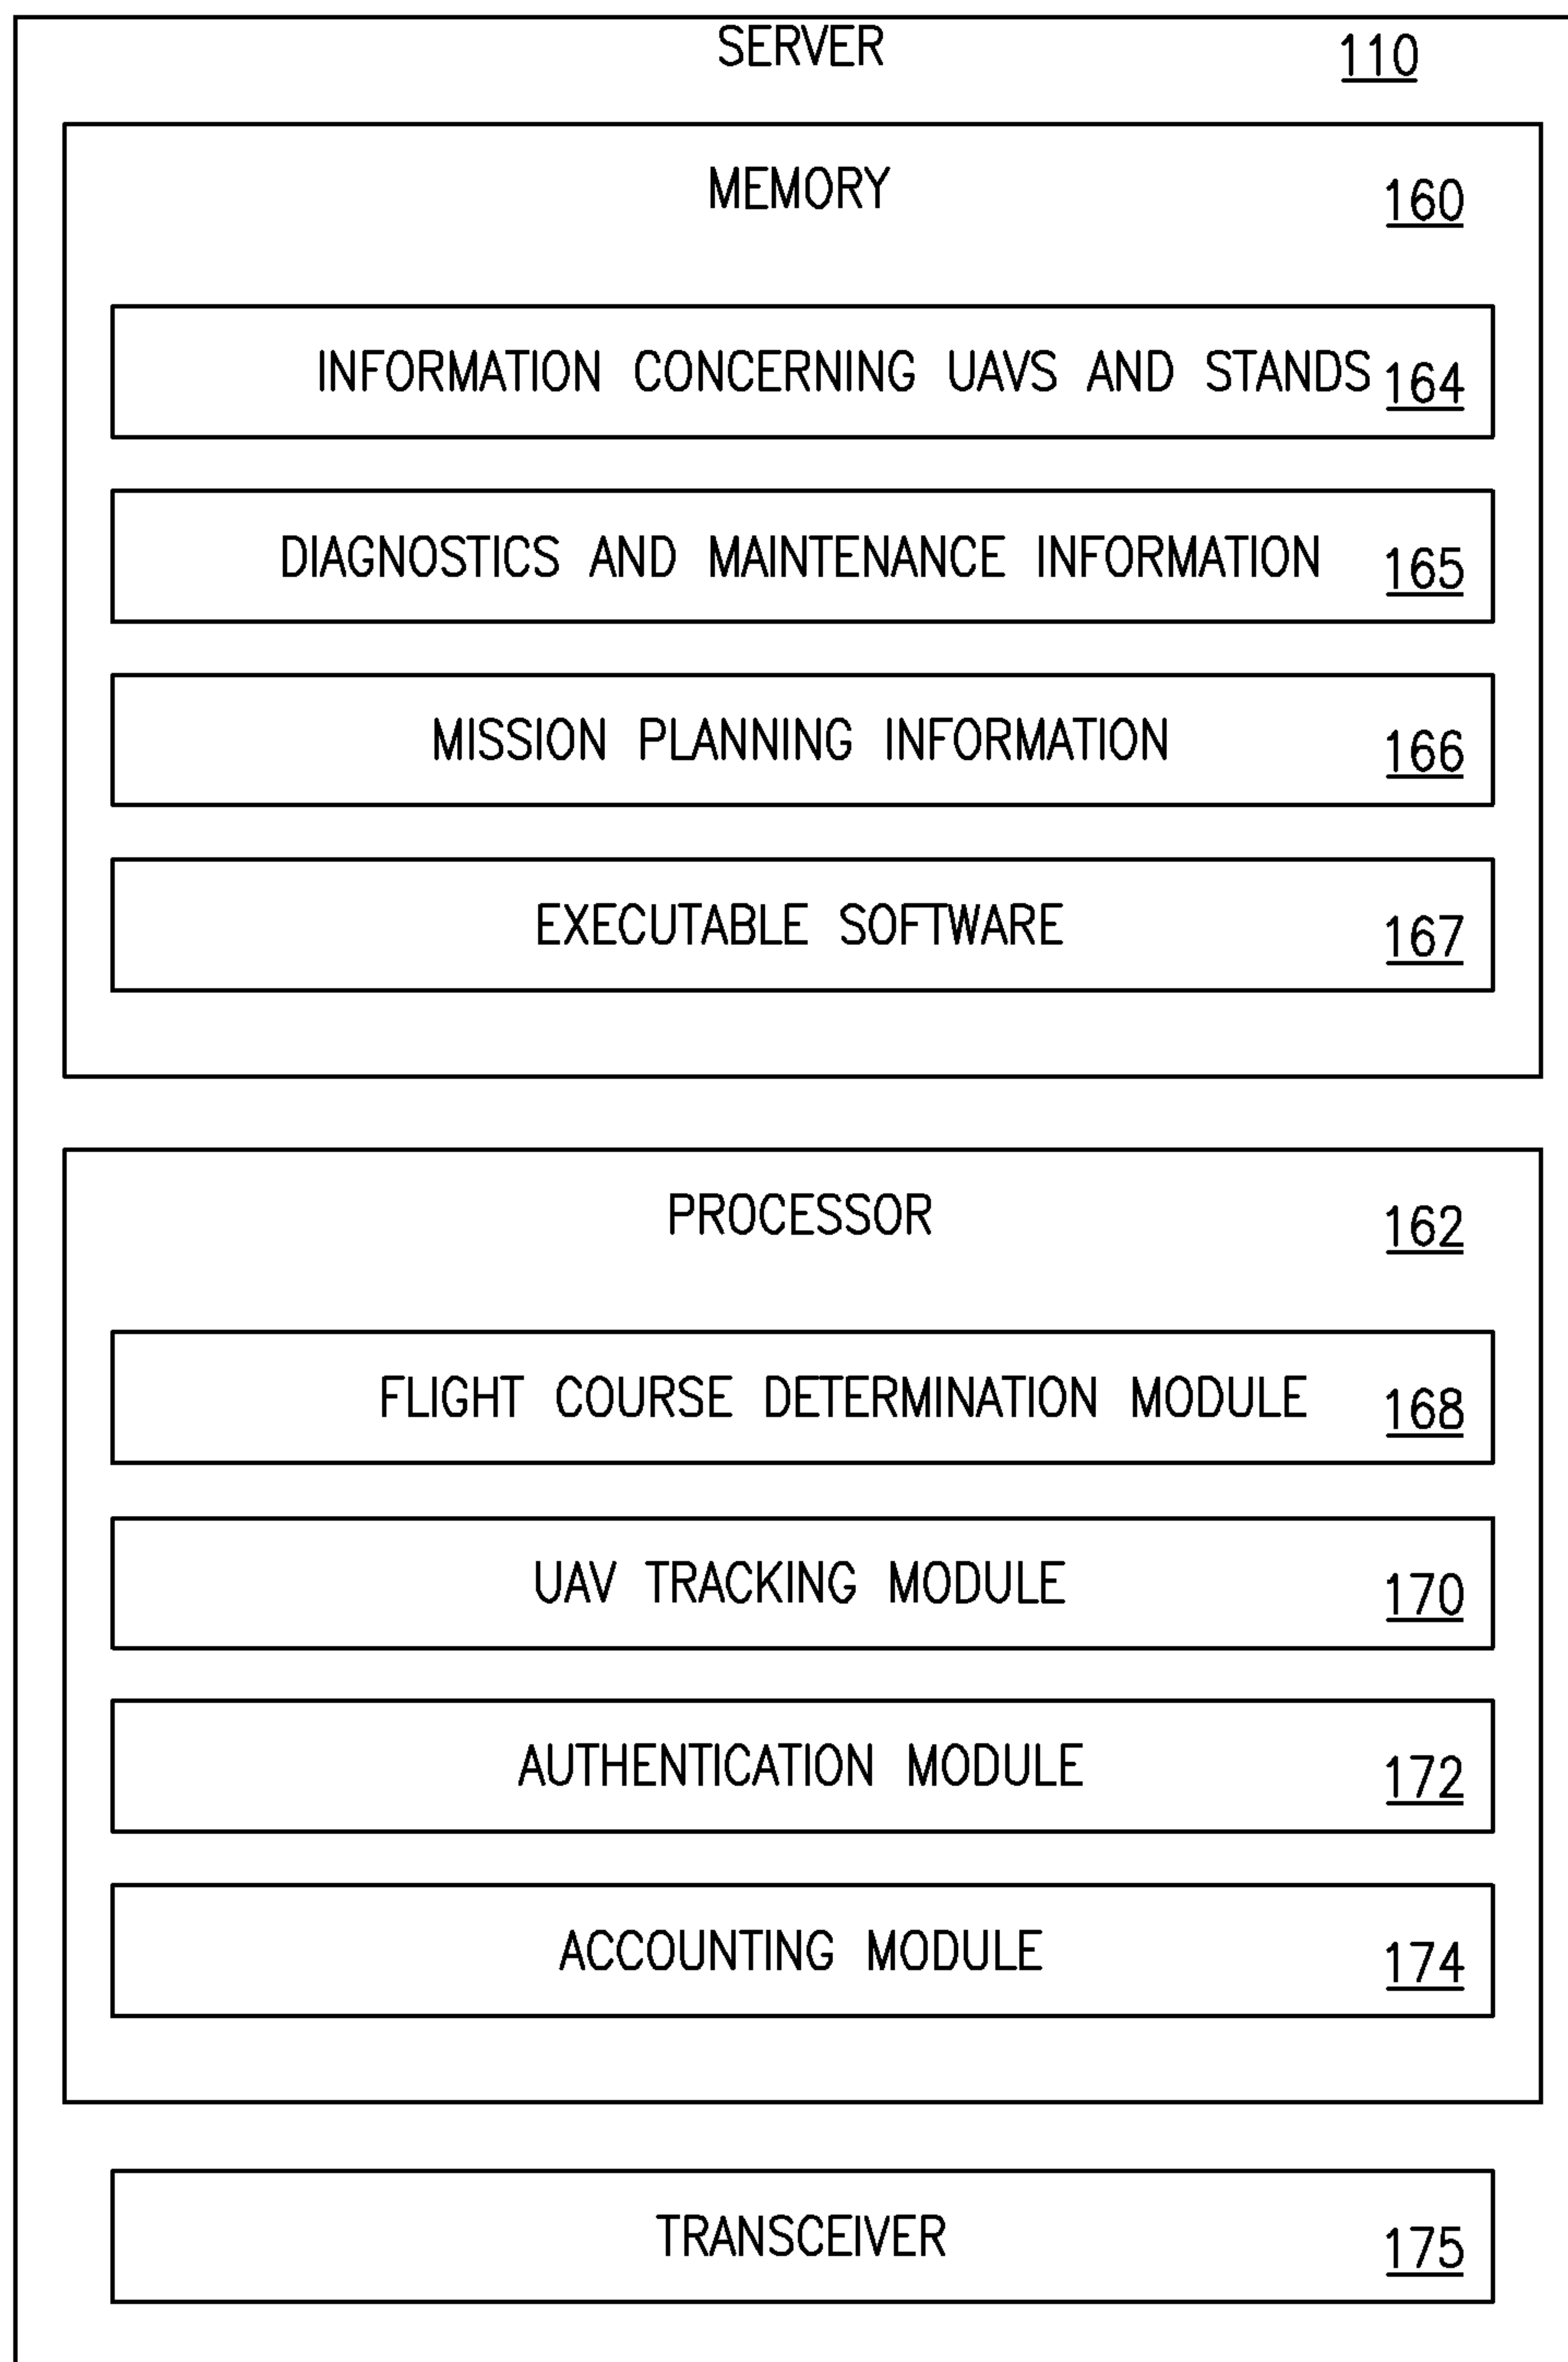 SERVER 110
MEMORY 160
INFORMATION CONCERNING UAVS AND STANDS 164
DIAGNOSTICS AND MAINTENANCE INFORMATION 165
MISSION PLANNING INFORMATION 166
EXECUTABLE SOFTWARE 167
PROCESSOR 162
FLIGHT COURSE DETERMINATION MODULE 168
UAV TRACKING MODULE 170
AUTHENTICATION MODULE 172
ACCOUNTING MODULE 174
TRANSCEIVER 175